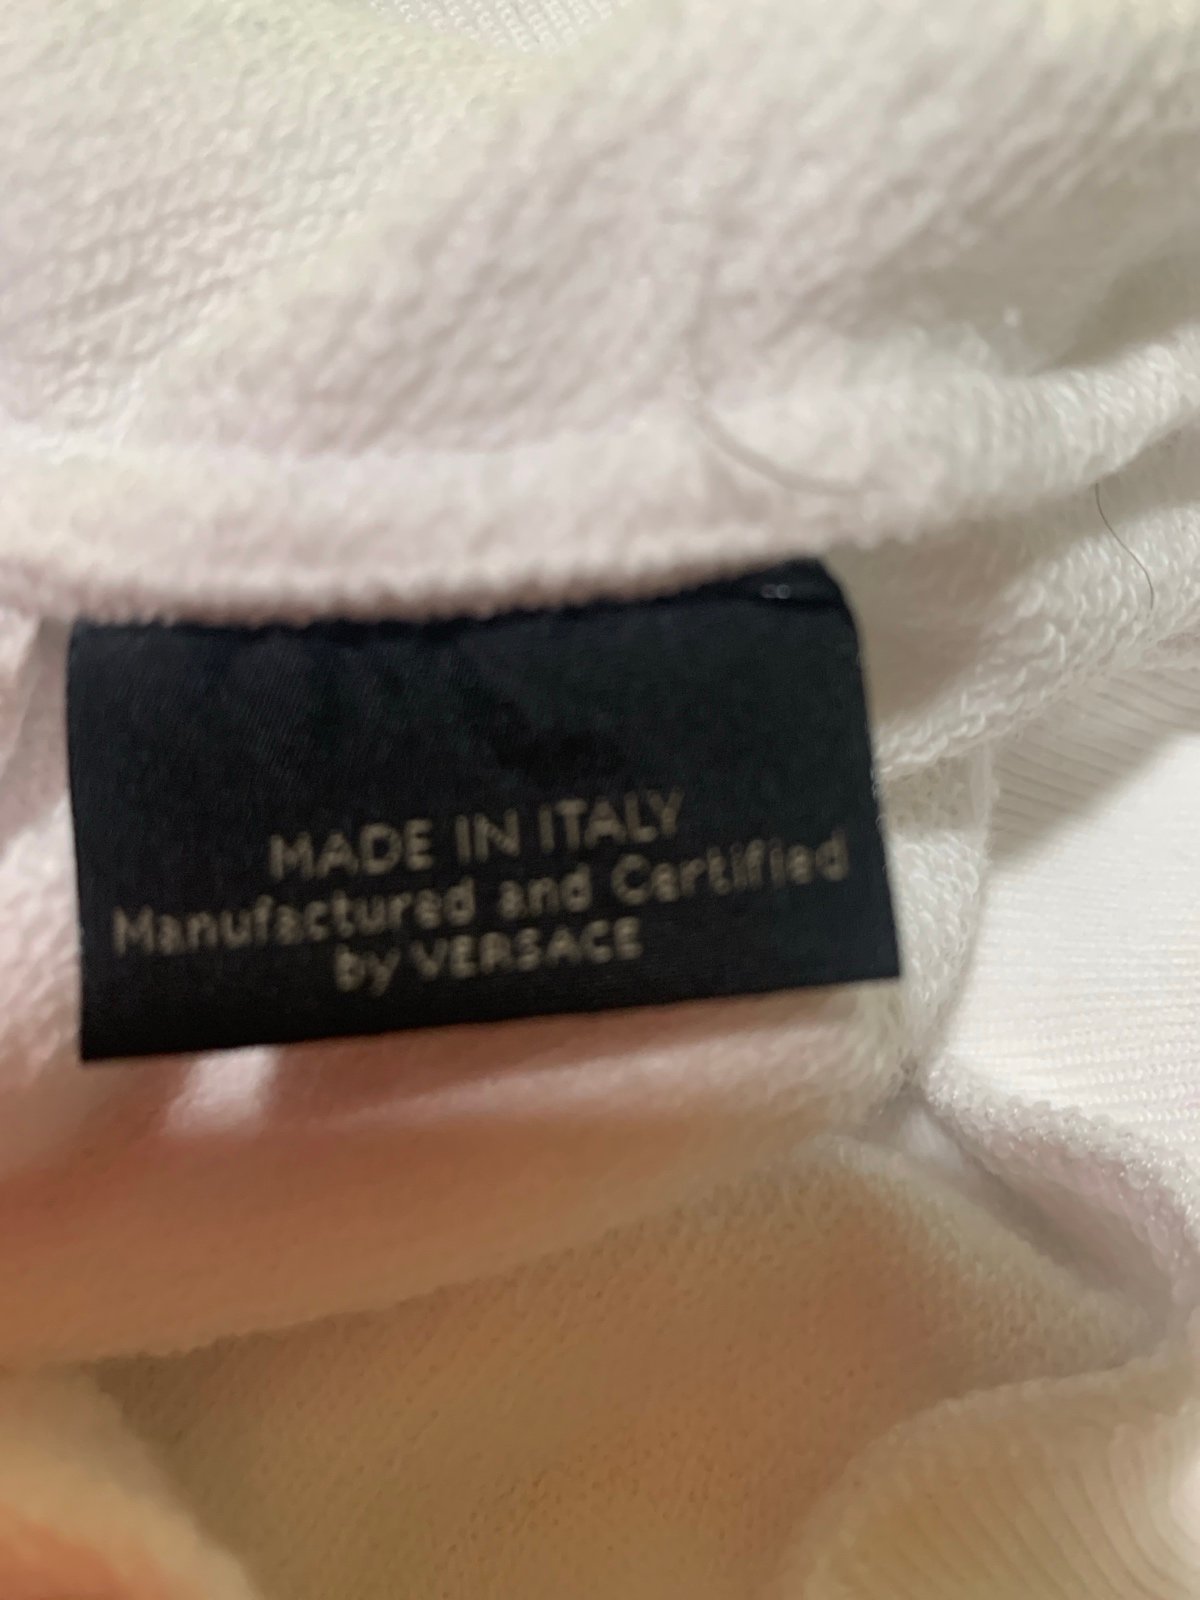 MADE IN ITALY
Manufactured and Certified
by VERSACE